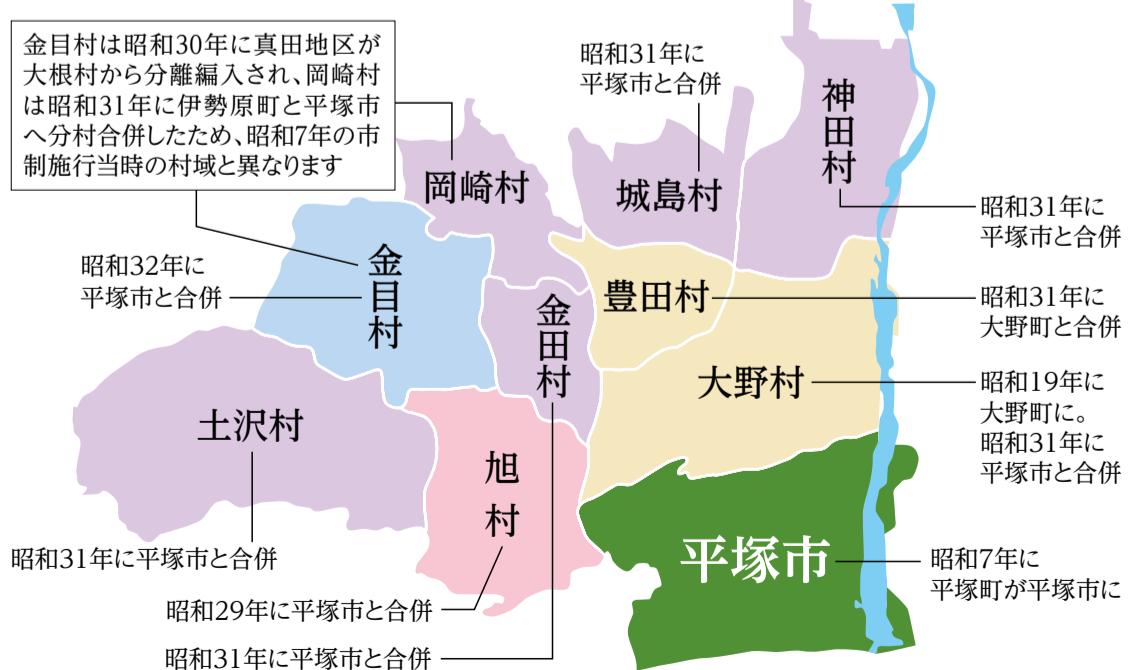 金目村は昭和30年に真田地区が
大根村から分離編入され、岡崎村
は昭和31年に伊勢原町と平塚市
へ分村合併したため、昭和7年の市
制施行当時の村域と異なります
昭和31年に
平塚市と合併
神田村
岡崎村
城島村
昭和31年に
平塚市と合併
昭和32年に
平塚市と合併
金目村
金田村
豊田村
昭和31年に
大野町と合併
大野村
昭和19年に
大野町に。
昭和31年に
平塚市と合併
土沢村
旭村
平塚市
昭和31年に平塚市と合併
昭和7年に
平塚町が平塚市に
昭和29年に平塚市と合併
昭和31年に平塚市と合併